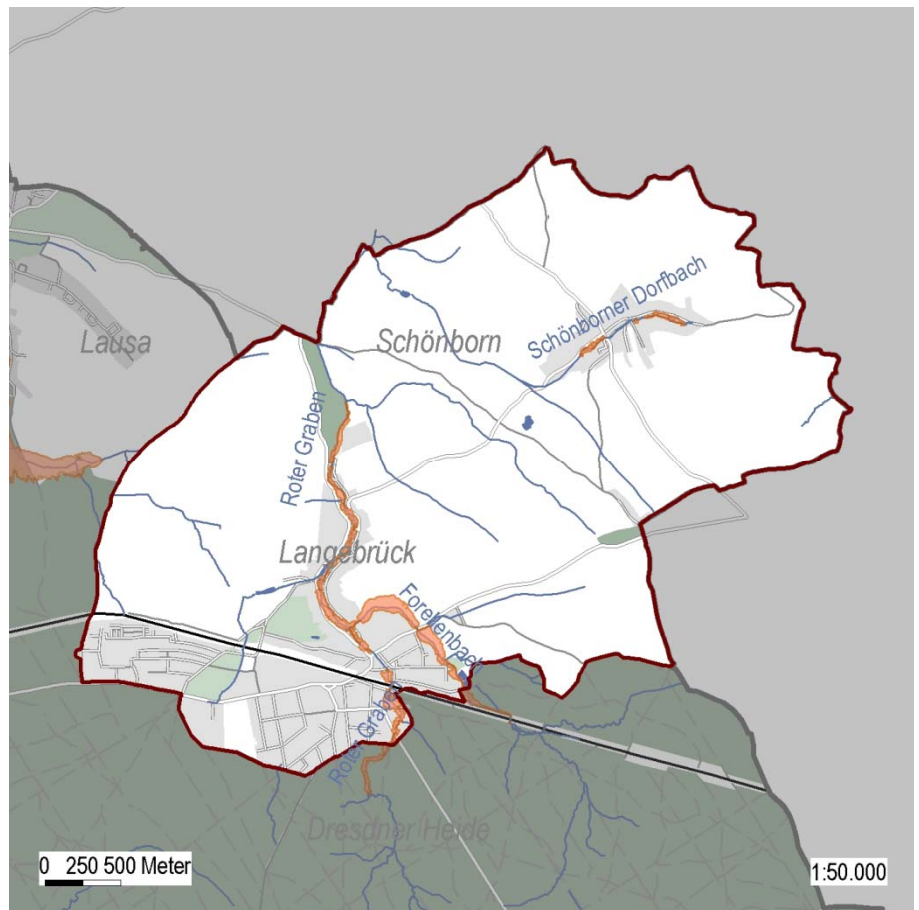 Schönborner Dorfbach
Lausa
Schönborn
Roter Graben
Langebrück
Forellenbach
Roter Graben
Dresdner Heide
0 250 500 Meter
1:50.000